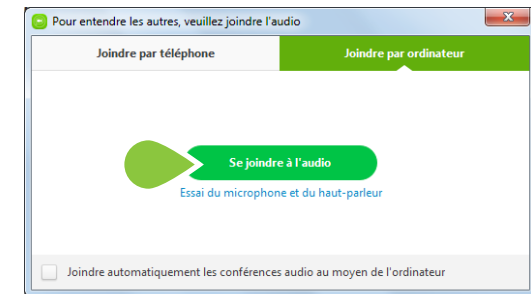 Pour entendre les autres, veuillez joindre l'audio
Joindre par téléphone
Joindre par ordinateur
Se joindre à l'audio
Essai du microphone et du haut-parleur
Joindre automatiquement les conférences audio au moyen de l'ordinateur